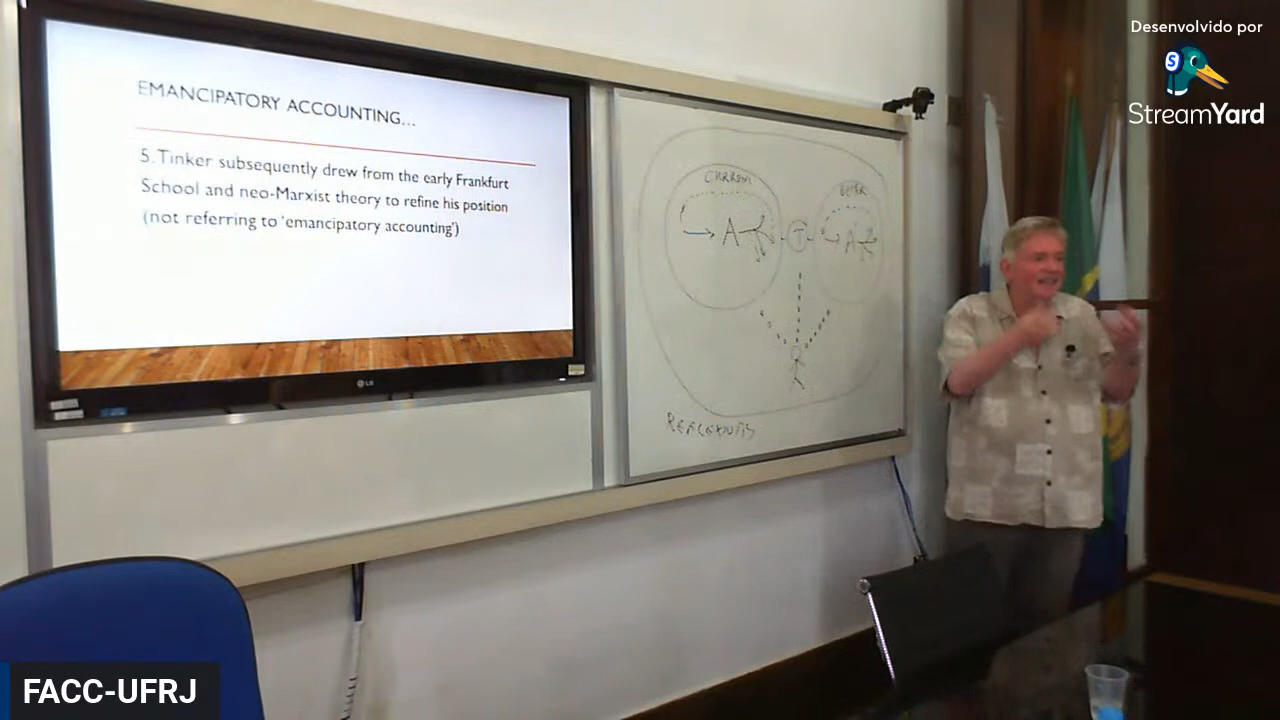 EMANCIPATORY ACCOUNTING...
5. Tinker subsequently drew from the early Frankfurt
School and neo-Marxist theory to refine his position
(not referring to 'emancipatory accounting')
LG
CURRENT
A
T
A
Desenvolvido por
S
StreamYard
FACC-UFRJ